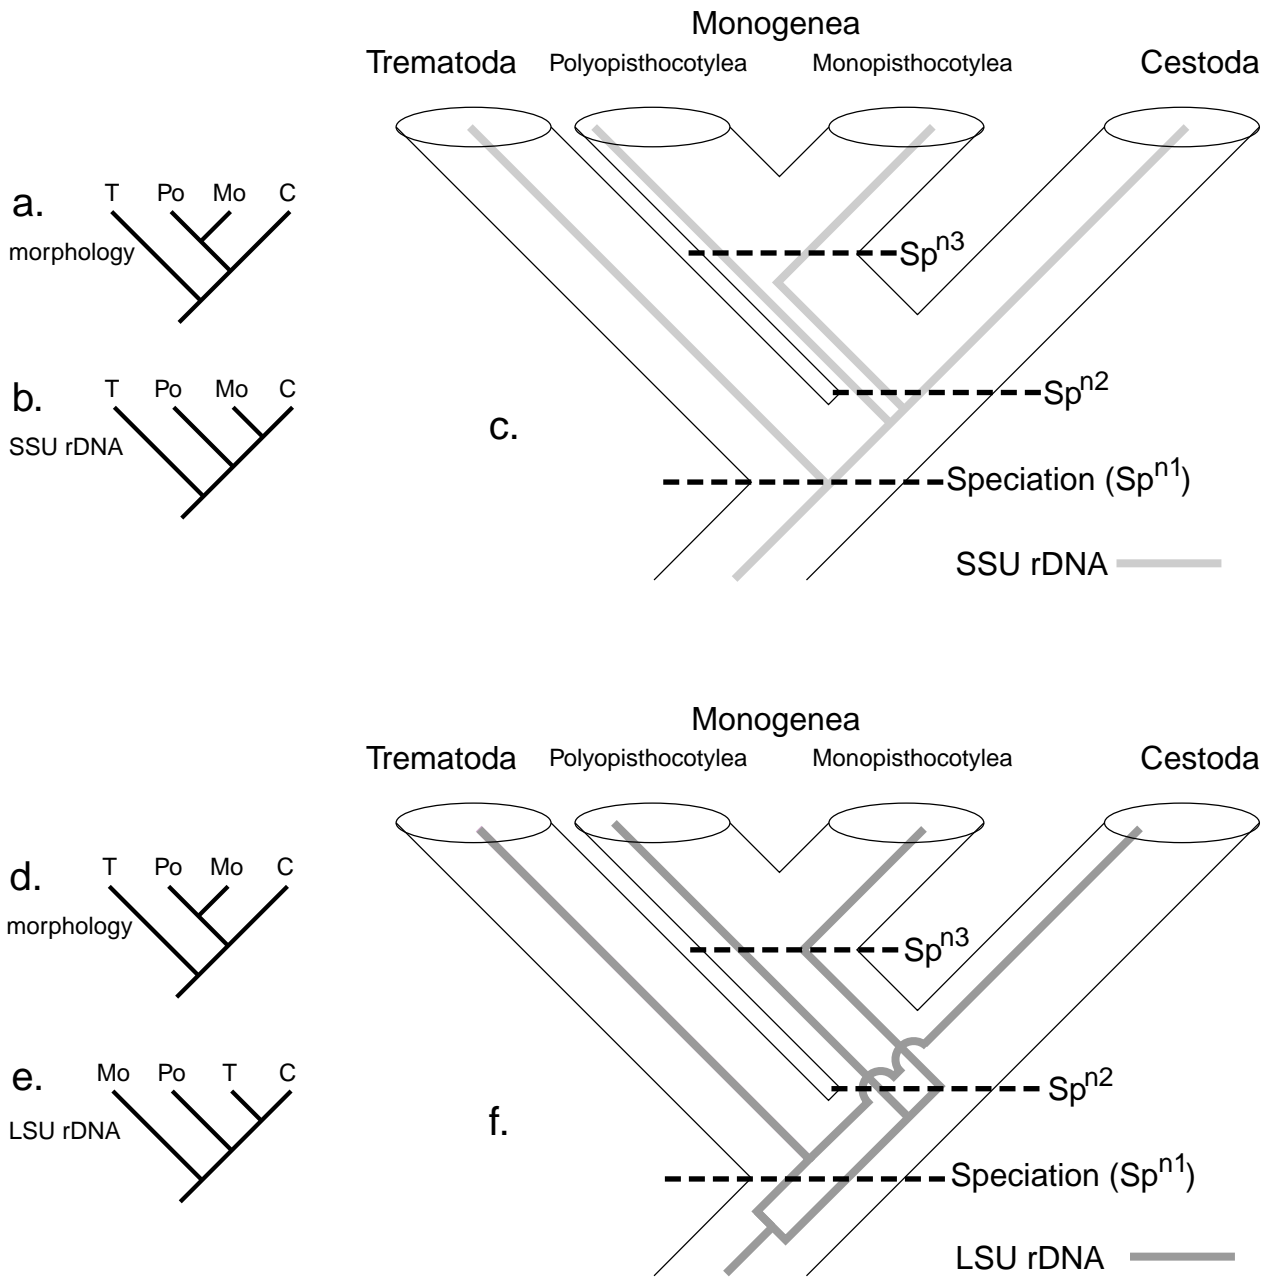 Monogenea
Trematoda Polyopisthocotylea Monopisthocotylea Cestoda
a.
T Po Mo C
morphology
Sp^n3
b.
T Po Mo C
SSU rDNA
Sp^n2
c.
Speciation (Sp^n1)
SSU rDNA
Monogenea
Trematoda Polyopisthocotylea Monopisthocotylea Cestoda
d.
T Po Mo C
morphology
Sp^n3
e.
Mo Po T C
LSU rDNA
Sp^n2
f.
Speciation (Sp^n1)
LSU rDNA